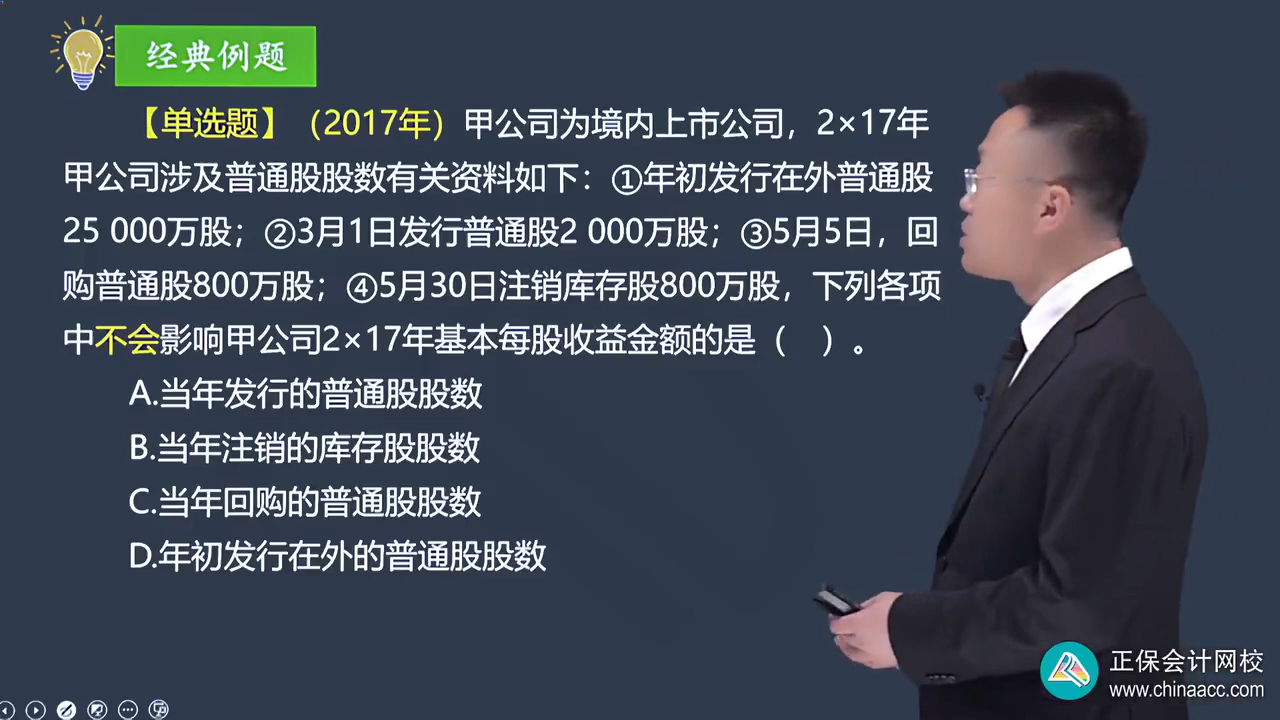 经典例题
【单选题】（2017年）甲公司为境内上市公司，2×17年
甲公司涉及普通股股数有关资料如下：①年初发行在外普通股
25 000万股；②3月1日发行普通股2 000万股；③5月5日，回
购普通股800万股；④5月30日注销库存股800万股，下列各项
中不会影响甲公司2×17年基本每股收益金额的是（　）。
A.当年发行的普通股股数
B.当年注销的库存股股数
C.当年回购的普通股股数
D.年初发行在外的普通股股数
正保会计网校
www.chinaacc.com